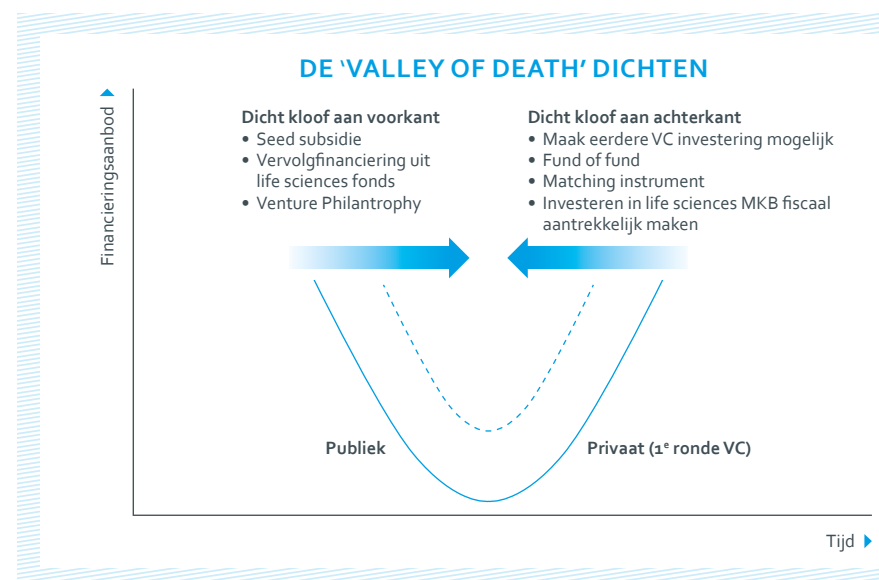 DE ‘VALLEY OF DEATH’ DICHTEN
Financieringsaanbod
Dicht kloof aan voorkant
• Seed subsidie
• Vervolgfinanciering uit
life sciences fonds
• Venture Philantrophy
Dicht kloof aan achterkant
• Maak eerdere VC investering mogelijk
• Fund of fund
• Matching instrument
• Investeren in life sciences MKB fiscaal
aantrekkelijk maken
Publiek
Privaat (1e ronde VC)
Tijd